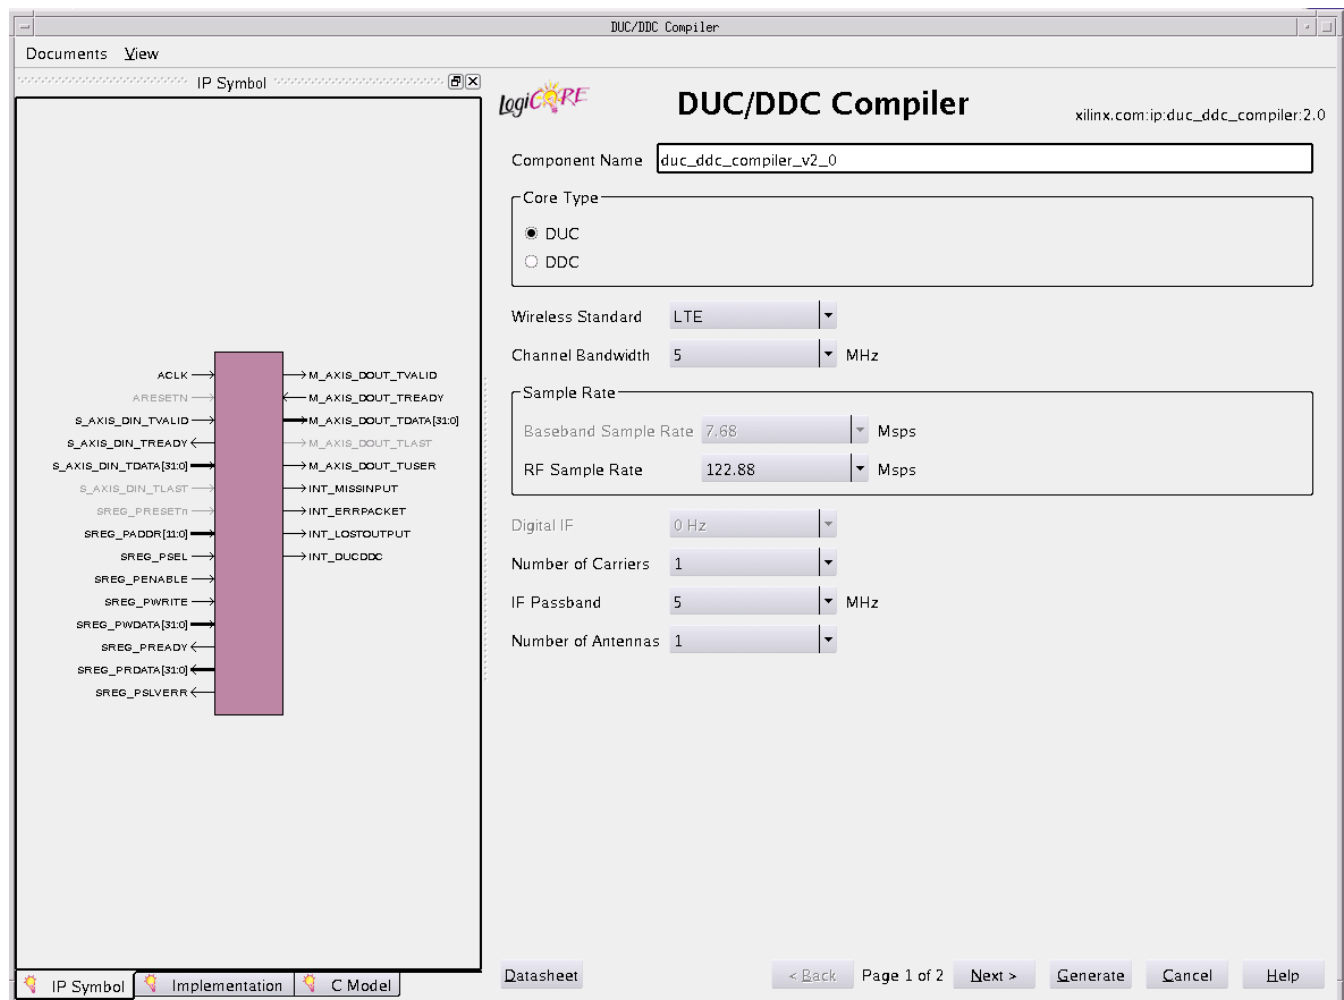 DUC/DDC Compiler
Documents View
IP Symbol
LogiCORE
DUC/DDC Compiler
xilinx.com:ip:duc_ddc_compiler:2.0
Component Name duc_ddc_compiler_v2_0
Core Type
DUC
DDC
Wireless Standard LTE
Channel Bandwidth 5 MHz
Sample Rate
Baseband Sample Rate 7.68 Msps
RF Sample Rate 122.88 Msps
Digital IF 0 Hz
Number of Carriers 1
IF Passband 5 MHz
Number of Antennas 1
ACLK M_AXIS_DOUT_TVALID
ARESETN M_AXIS_DOUT_TREADY
S_AXIS_DIN_TVALID M_AXIS_DOUT_TDATA[31:0]
S_AXIS_DIN_TREADY M_AXIS_DOUT_TLAST
S_AXIS_DIN_TDATA[31:0] M_AXIS_DOUT_TUSER
S_AXIS_DIN_TLAST INT_MISSINPUT
SREG_PRESETn INT_ERRPACKET
SREG_PADDR[11:0] INT_LOSTOUTPUT
SREG_PSEL INT_DUCDDC
SREG_PENABLE
SREG_PWRITE
SREG_PWDATA[31:0]
SREG_PREADY
SREG_PRDATA[31:0]
SREG_PSLVERR
IP Symbol Implementation C Model
Datasheet < Back Page 1 of 2 Next > Generate Cancel Help